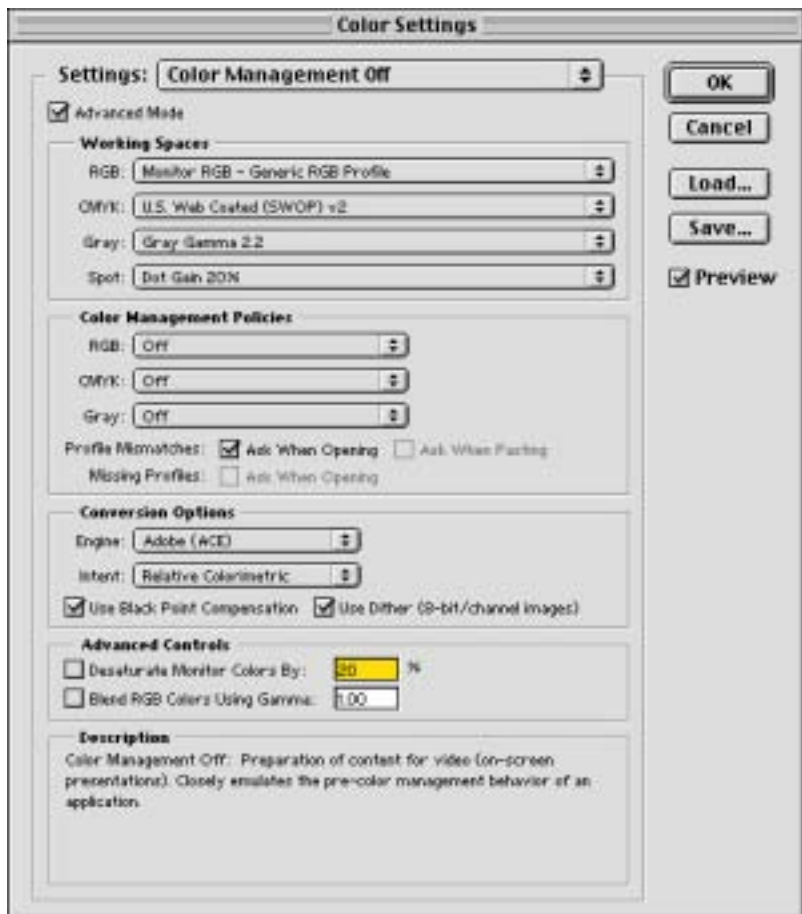 Color Settings
Settings: Color Management Off
OK
Advanced Mode
Cancel
Working Spaces
RGB: Monitor RGB - Generic RGB Profile
Load...
CMYK: U.S. Web Coated (SWOP) v2
Save...
Gray: Gray Gamma 2.2
Spot: Dot Gain 20%
Preview
Color Management Policies
RGB: Off
CMYK: Off
Gray: Off
Profile Mismatches: Ask When Opening Ask When Pasting
Missing Profiles: Ask When Opening
Conversion Options
Engine: Adobe (ACE)
Intent: Relative Colorimetric
Use Black Point Compensation Use Dither (8-bit/channel images)
Advanced Controls
Desaturate Monitor Colors By: 20 %
Blend RGB Colors Using Gamma: 1.00
Description
Color Management Off: Preparation of content for video (on-screen
presentations). Closely emulates the pre-color management behavior of an
application.